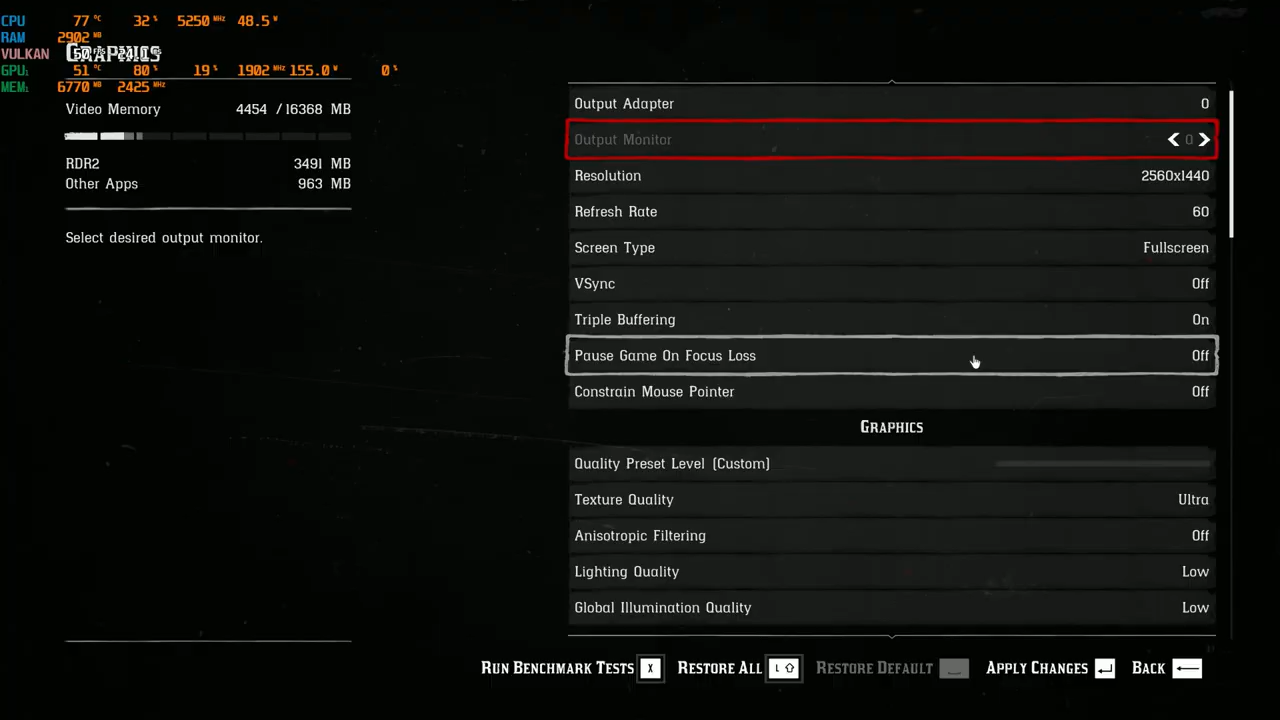 CPU 77 °C 32 % 5250 MHz 48.5 W
RAM 2902 MB
VULKAN
GRAPHICS
GPU1 51 °C 80 % 19 % 1902 MHz 155.0 W 0 %
MEM1 6770 MB 2425 MHz
Video Memory 4454 / 16368 MB
RDR2 3491 MB
Other Apps 963 MB
Select desired output monitor.
Output Adapter 0
Output Monitor 0
Resolution 2560x1440
Refresh Rate 60
Screen Type Fullscreen
VSync Off
Triple Buffering On
Pause Game On Focus Loss Off
Constrain Mouse Pointer Off
GRAPHICS
Quality Preset Level (Custom)
Texture Quality Ultra
Anisotropic Filtering Off
Lighting Quality Low
Global Illumination Quality Low
RUN BENCHMARK TESTS X RESTORE ALL L RESTORE DEFAULT APPLY CHANGES BACK